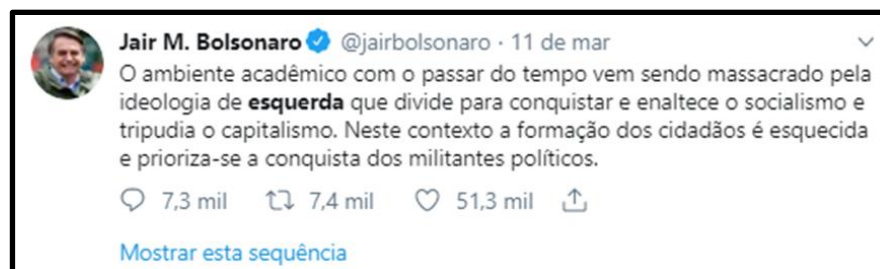 Jair M. Bolsonaro @jairbolsonaro · 11 de mar
O ambiente acadêmico com o passar do tempo vem sendo massacrado pela
ideologia de esquerda que divide para conquistar e enaltece o socialismo e
tripudia o capitalismo. Neste contexto a formação dos cidadãos é esquecida
e prioriza-se a conquista dos militantes políticos.
7,3 mil 7,4 mil 51,3 mil
Mostrar esta sequência